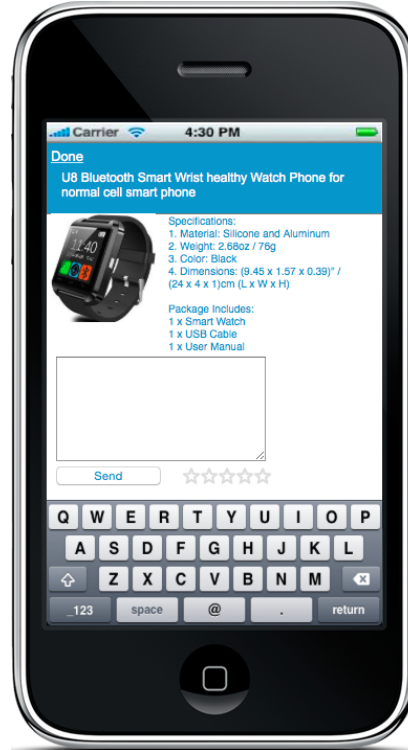 Carrier 4:30 PM
Done
U8 Bluetooth Smart Wrist healthy Watch Phone for
normal cell smart phone
Specifications:
1. Material: Silicone and Aluminum
2. Weight: 2.68oz / 76g
3. Color: Black
4. Dimensions: (9.45 x 1.57 x 0.39)" /
(24 x 4 x 1)cm (L x W x H)
Package Includes:
1 x Smart Watch
1 x USB Cable
1 x User Manual
11:40
Send
Q W E R T Y U I O P
A S D F G H J K L
Z X C V B N M
_123 space @ . return